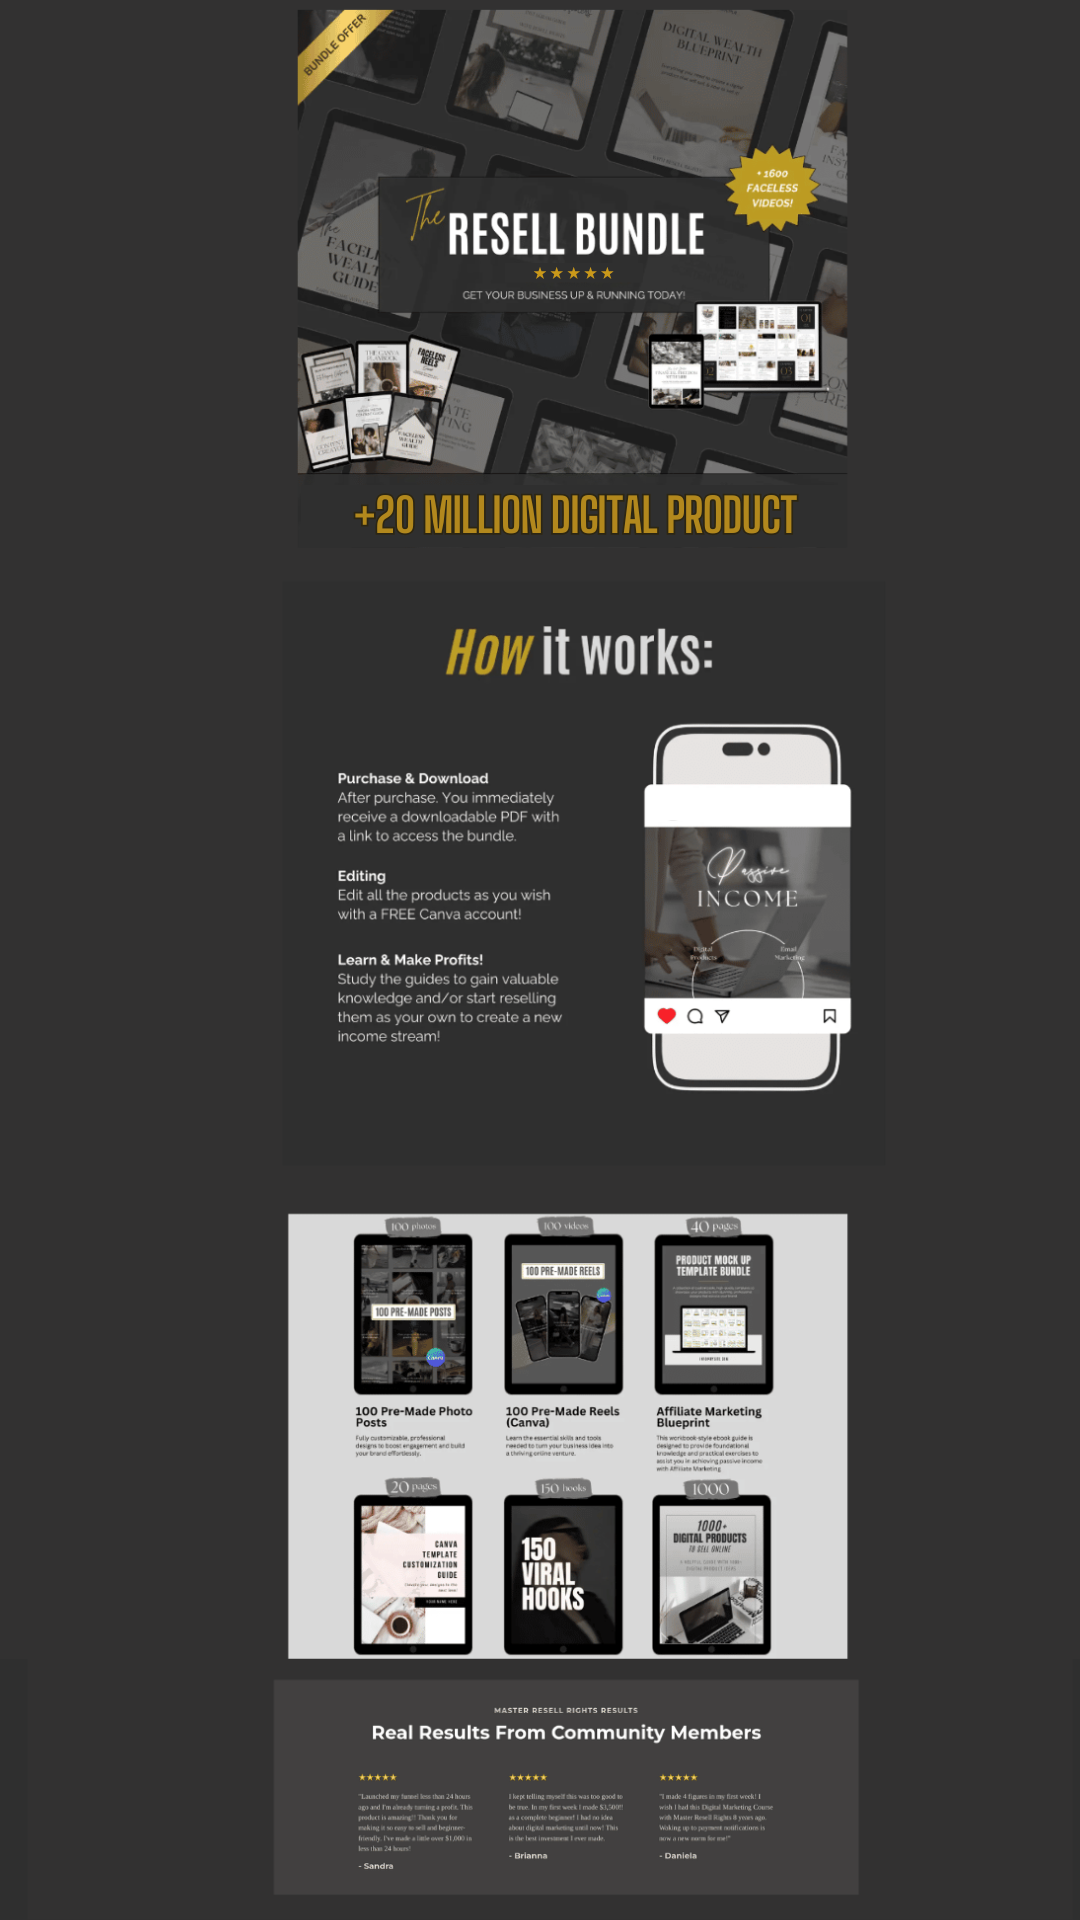 BUNDLE OFFER
DIGITAL WEALTH
BLUEPRINT
+ 1600
FACELESS
VIDEOS!
The
RESELL BUNDLE
★★★★★
GET YOUR BUSINESS UP & RUNNING TODAY!
The
FACELESS
REELS
+20 MILLION DIGITAL PRODUCT
How it works:
Purchase & Download
After purchase. You immediately
receive a downloadable PDF with
a link to access the bundle.
Editing
Edit all the products as you wish
with a FREE Canva account!
Learn & Make Profits!
Study the guides to gain valuable
knowledge and/or start reselling
them as your own to create a new
income stream!
Passive
INCOME
Digital
Products
Email
Marketing
100 photos
100 videos
40 pages
100 PRE-MADE POSTS
Canva
100 PRE-MADE REELS
PRODUCT MOCK UP
TEMPLATE BUNDLE
100 Pre-Made Photo
Posts
Fully customizable, professional
designs to boost engagement and build
your brand effortlessly.
100 Pre-Made Reels
(Canva)
Learn the essential skills and tools
needed to turn your business idea into
a thriving online venture.
Affiliate Marketing
Blueprint
This workbook-style ebook guide is
designed to provide foundational
knowledge and practical exercises to
assist you in achieving passive income
with Affiliate Marketing
20 pages
150 hooks
1000
CANVA
TEMPLATE
CUSTOMIZATION
GUIDE
150
VIRAL
HOOKS
1000+
DIGITAL PRODUCTS
TO SELL ONLINE
MASTER RESELL RIGHTS RESULTS
Real Results From Community Members
★★★★★
"Launched my funnel less than 24 hours
ago and I'm already turning a profit. This
product is amazing!! Thank you for
making it so easy to sell and beginner-
friendly. I've made a little over $1,000 in
less than 24 hours!
- Sandra
★★★★★
I kept telling myself this was too good to
be true. In my first week I made $3,500!!
as a complete beginner! I had no idea
about digital marketing until now! This
is the best investment I ever made.
- Brianna
★★★★★
"I made 4 figures in my first week! I
wish I had this Digital Marketing Course
with Master Resell Rights 8 years ago.
Waking up to payment notifications is
now a new norm for me!"
- Daniela